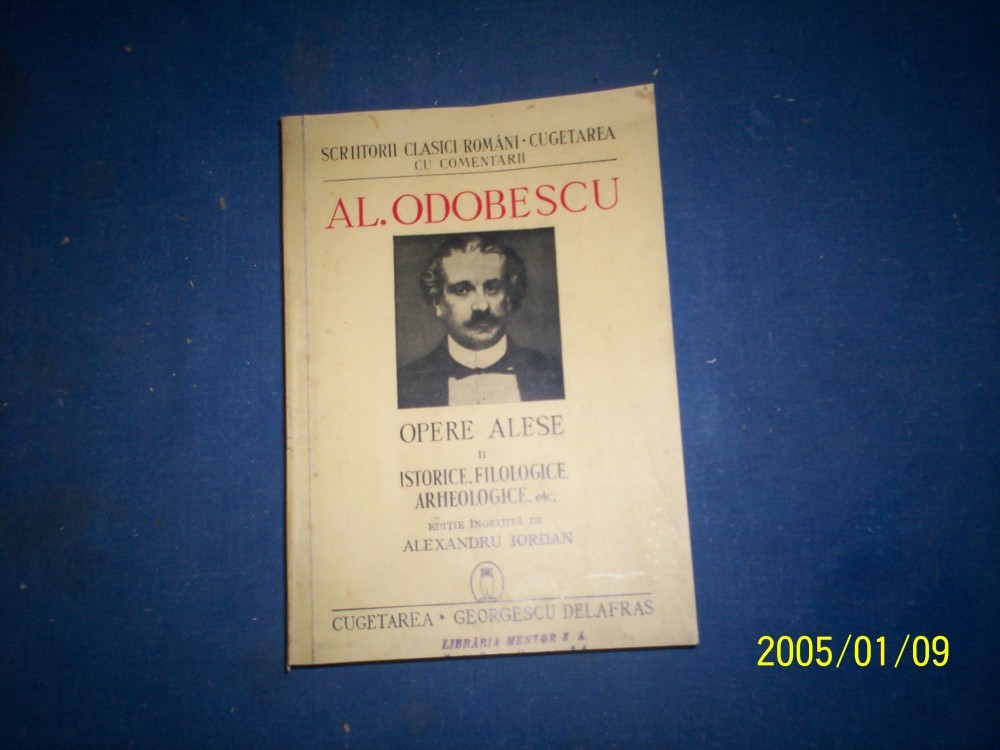 SCRIITORII CLASICI ROMÂNI · CUGETAREA
CU COMENTARII
AL. ODOBESCU
OPERE ALESE
II
ISTORICE, FILOLOGICE,
ARHEOLOGICE, etc.
EDIȚIE ÎNGRIJITĂ DE
ALEXANDRU IORDAN
CUGETAREA * GEORGESCU DELAFRAS
LIBRĂRIA MENTOR S A.
2005/01/09